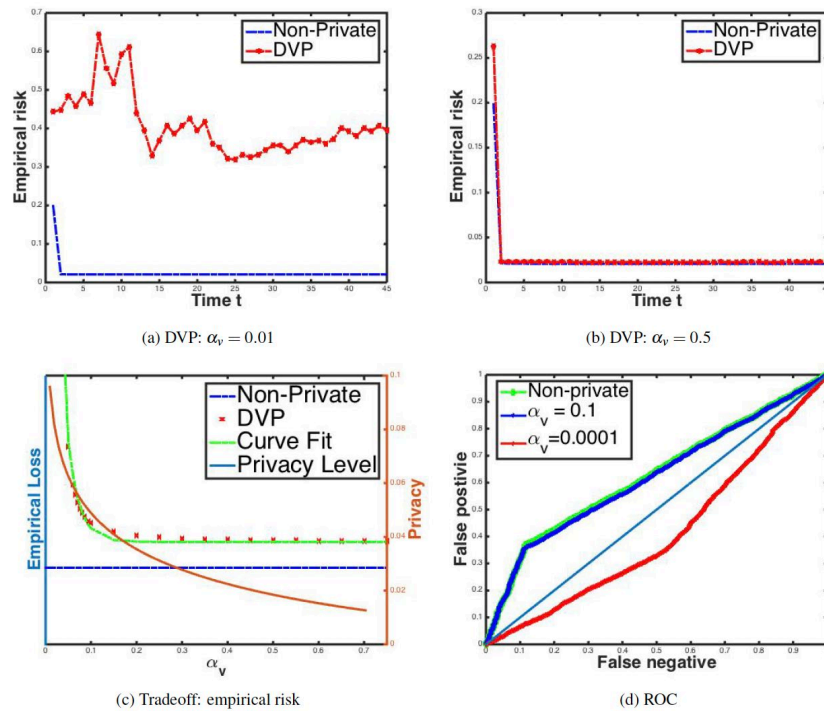 0.7
0.6
0.5
0.4
0.3
0.2
0.1
0
Empirical risk
Non-Private
DVP
0 5 10 15 20 25 30 35 40 45
Time t
(a) DVP: αv = 0.01
0.3
0.25
0.2
0.15
0.1
0.05
0
Empirical risk
Non-Private
DVP
0 5 10 15 20 25 30 35 40
Time t
(b) DVP: αv = 0.5
Empirical Loss
Non-Private
DVP
Curve Fit
Privacy Level
0.1
0.08
0.06
0.04
0.02
0
Privacy
0 0.1 0.2 0.3 0.4 0.5 0.6 0.7
αv
(c) Tradeoff: empirical risk
1
0.9
0.8
0.7
0.6
0.5
0.4
0.3
0.2
0.1
0
False postivie
Non-private
αv = 0.1
αv=0.0001
0 0.1 0.2 0.3 0.4 0.5 0.6 0.7 0.8 0.9
False negative
(d) ROC